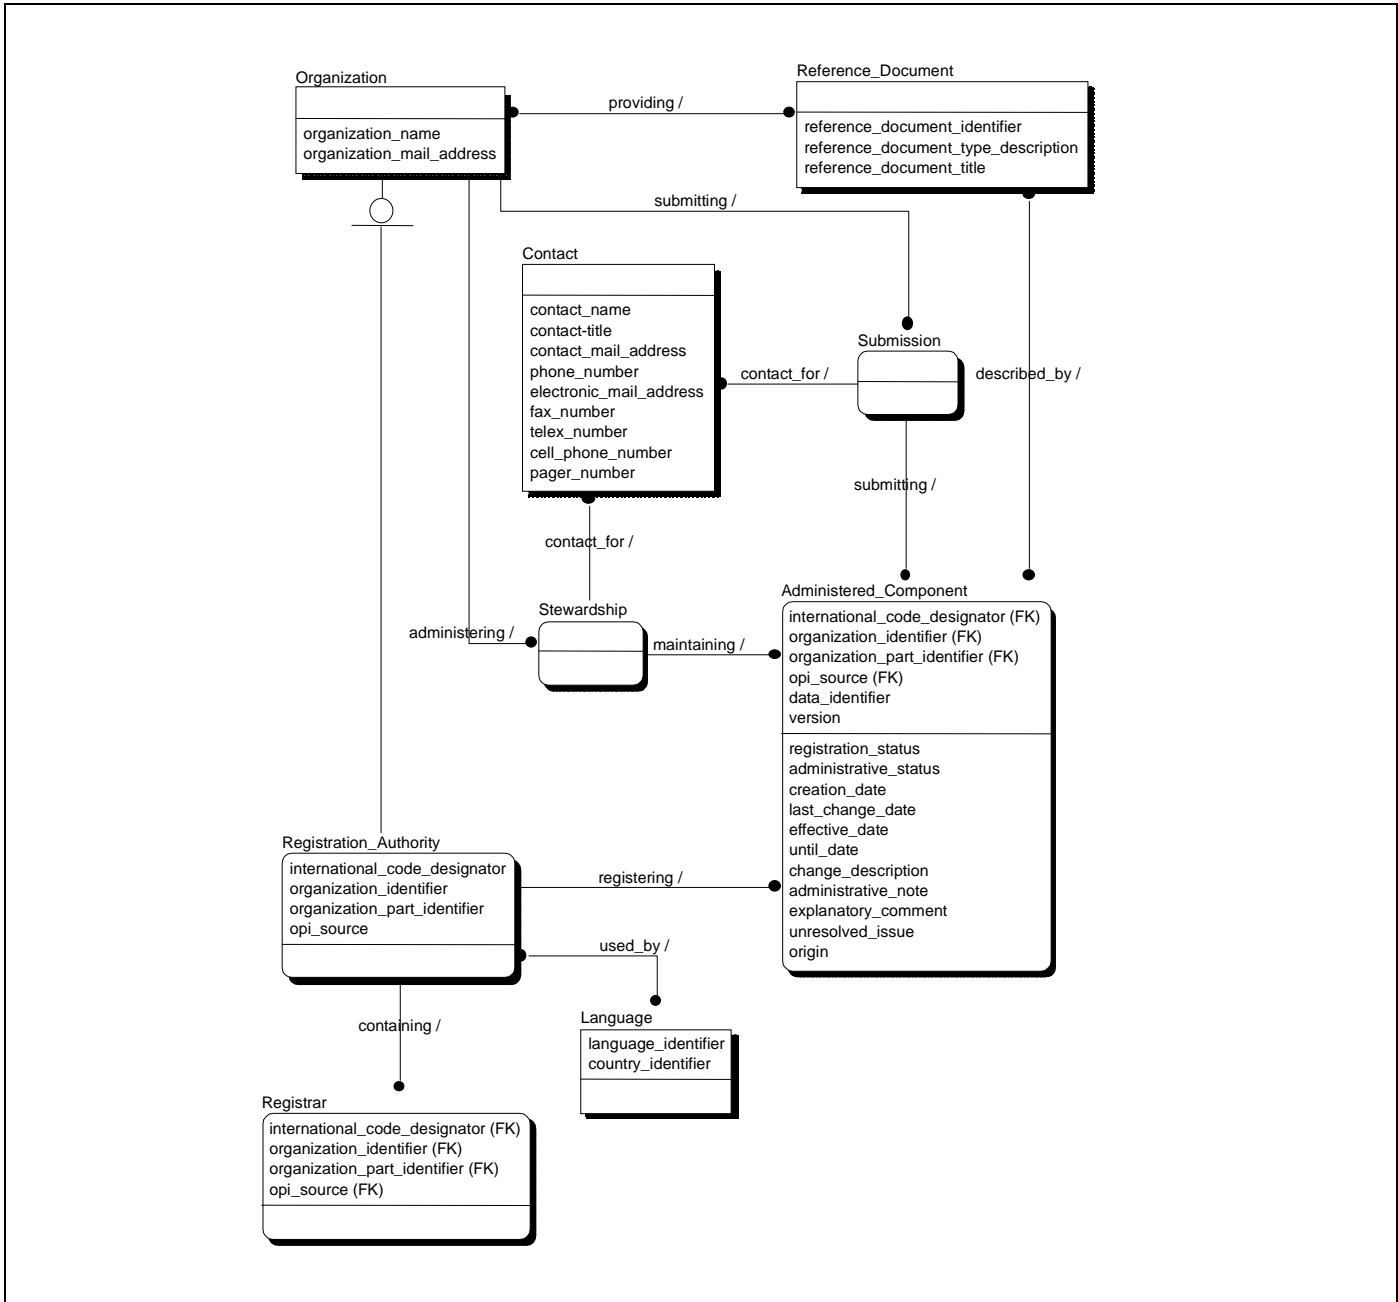 Organization
organization_name
organization_mail_address
providing /
Reference_Document
reference_document_identifier
reference_document_type_description
reference_document_title
submitting /
Contact
contact_name
contact-title
contact_mail_address
phone_number
electronic_mail_address
fax_number
telex_number
cell_phone_number
pager_number
Submission
contact_for /
described_by /
submitting /
contact_for /
Stewardship
administering /
maintaining /
Administered_Component
international_code_designator (FK)
organization_identifier (FK)
organization_part_identifier (FK)
opi_source (FK)
data_identifier
version
registration_status
administrative_status
creation_date
last_change_date
effective_date
until_date
change_description
administrative_note
explanatory_comment
unresolved_issue
origin
Registration_Authority
international_code_designator
organization_identifier
organization_part_identifier
opi_source
registering /
used_by /
containing /
Language
language_identifier
country_identifier
Registrar
international_code_designator (FK)
organization_identifier (FK)
organization_part_identifier (FK)
opi_source (FK)